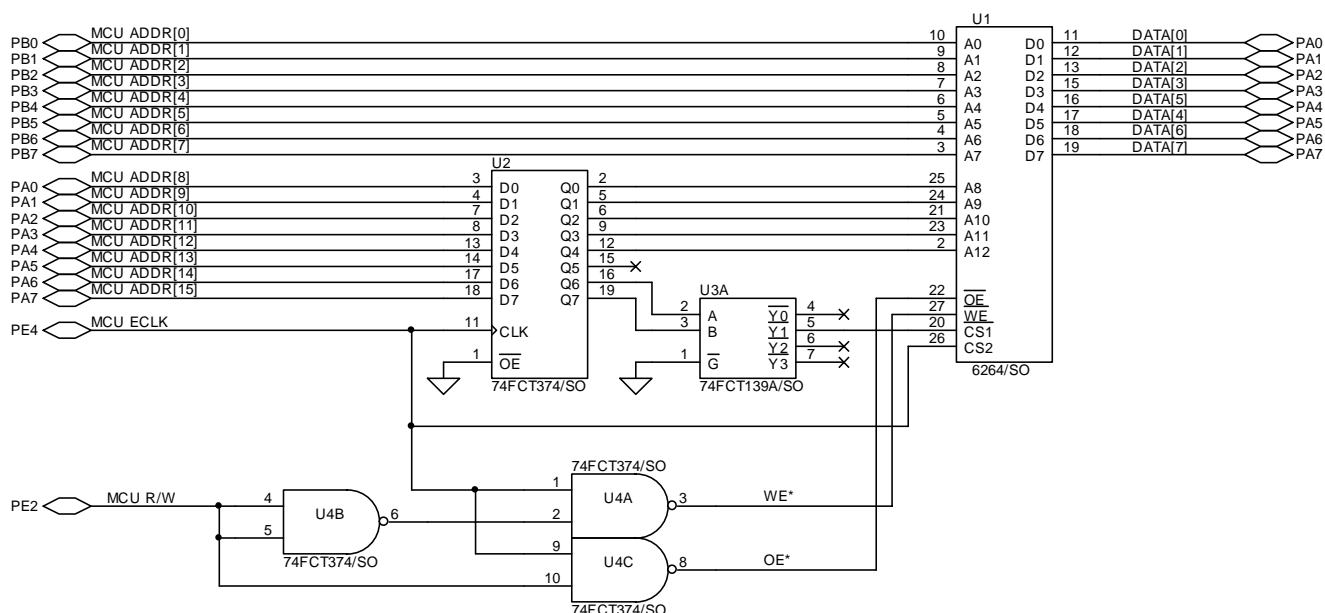 U1
PB0 MCU ADDR[0] 10 A0 D0 11 DATA[0] PA0
PB1 MCU ADDR[1] 9 A1 D1 12 DATA[1] PA1
PB2 MCU ADDR[2] 8 A2 D2 13 DATA[2] PA2
PB3 MCU ADDR[3] 7 A3 D3 15 DATA[3] PA3
PB4 MCU ADDR[4] 6 A4 D4 16 DATA[5] PA4
PB5 MCU ADDR[5] 5 A5 D5 17 DATA[4] PA5
PB6 MCU ADDR[6] 4 A6 D6 18 DATA[6] PA6
PB7 MCU ADDR[7] 3 A7 D7 19 DATA[7] PA7
U2
PA0 MCU ADDR[8] 3 D0 Q0 2 25 A8
PA1 MCU ADDR[9] 4 D1 Q1 5 24 A9
PA2 MCU ADDR[10] 7 D2 Q2 6 21 A10
PA3 MCU ADDR[11] 8 D3 Q3 9 23 A11
PA4 MCU ADDR[12] 13 D4 Q4 12 2 A12
PA5 MCU ADDR[13] 14 D5 Q5 15
PA6 MCU ADDR[14] 17 D6 Q6 16
PA7 MCU ADDR[15] 18 D7 Q7 19
U3A
22 OE
2 A Y0 4 27 WE
PE4 MCU ECLK 11 CLK 3 B Y1 5 20 CS1
Y2 6 26 CS2
1 OE 1 G Y3 7
74FCT374/SO 74FCT139A/SO 6264/SO
74FCT374/SO
1 U4A 3 WE*
2
PE2 MCU R/W 4 U4B 6
5
74FCT374/SO
9 U4C 8 OE*
10
74FCT374/SO